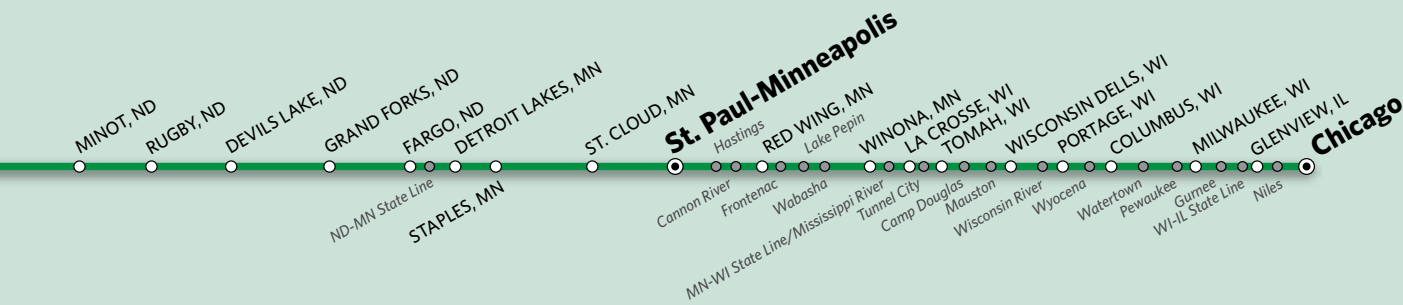 MINOT, ND
RUGBY, ND
DEVILS LAKE, ND
GRAND FORKS, ND
FARGO, ND
ND-MN State Line
DETROIT LAKES, MN
STAPLES, MN
ST. CLOUD, MN
St. Paul-Minneapolis
Hastings
Cannon River
RED WING, MN
Frontenac
Lake Pepin
Wabasha
WINONA, MN
MN-WI State Line/Mississippi River
LA CROSSE, WI
Tunnel City
TOMAH, WI
Camp Douglas
Mauston
WISCONSIN DELLS, WI
Wisconsin River
PORTAGE, WI
Wyocena
COLUMBUS, WI
Watertown
Pewaukee
MILWAUKEE, WI
Gurnee
WI-IL State Line
GLENVIEW, IL
Niles
Chicago